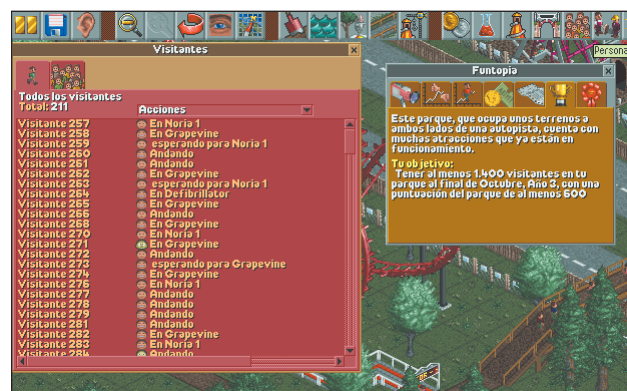 Persona
Visitantes
Todos los visitantes
Total: 211
Acciones
Visitante 257 En Noria 1
Visitante 258 En Grapevine
Visitante 259 esperando para Noria 1
Visitante 260 Andando
Visitante 261 Andando
Visitante 262 En Grapevine
Visitante 263 esperando para Noria 1
Visitante 264 En Defibrillator
Visitante 265 En Grapevine
Visitante 266 Andando
Visitante 268 En Grapevine
Visitante 270 En Noria 1
Visitante 271 En Grapevine
Visitante 272 Andando
Visitante 273 esperando para Grapevine
Visitante 274 En Grapevine
Visitante 276 En Noria 1
Visitante 277 Andando
Visitante 278 Andando
Visitante 279 Andando
Visitante 281 Andando
Visitante 282 En Grapevine
Visitante 283 En Noria 1
Visitante 284 Andando
Funtopia
Este parque, que ocupa unos terrenos a
ambos lados de una autopista, cuenta con
muchas atracciones que ya están en
funcionamiento.
Tu objetivo:
Tener al menos 1.400 visitantes en tu
parque al final de Octubre, Año 3, con una
puntuación del parque de al menos 600